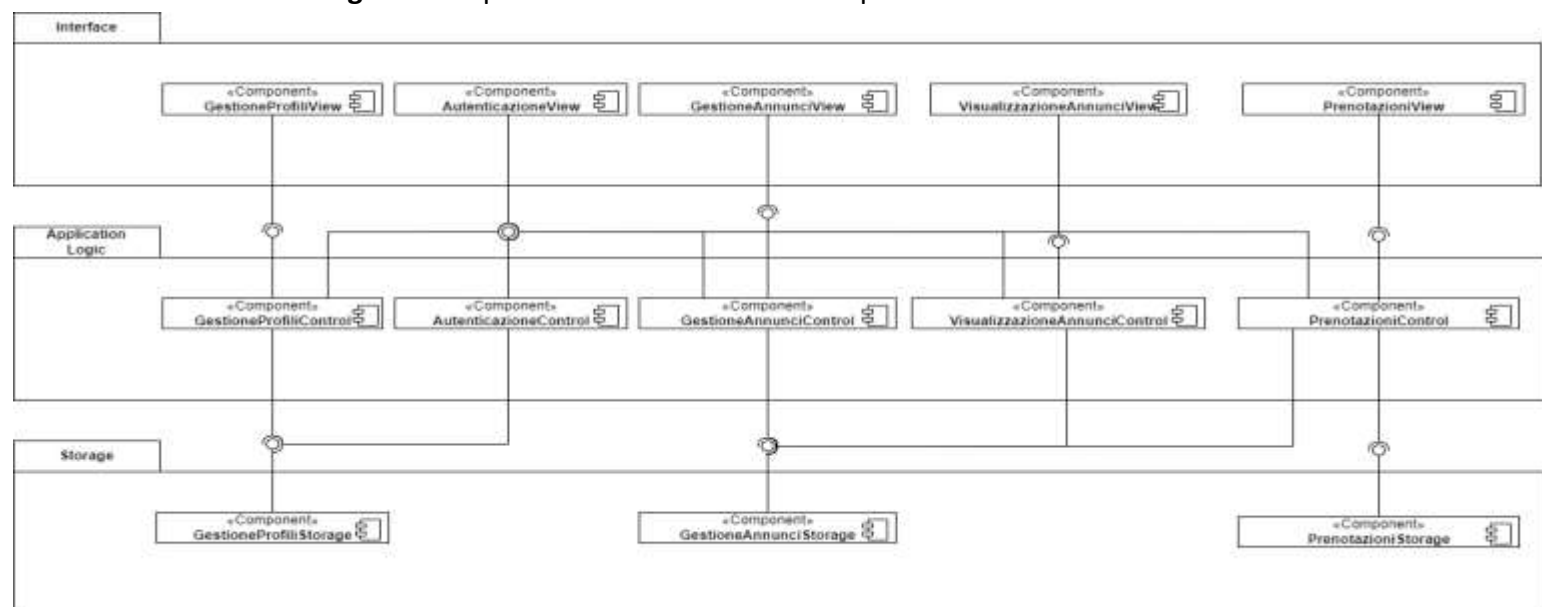 Interface
«Component»
GestioneProfiliView
«Component»
AutenticazioneView
«Component»
GestioneAnnunciView
«Component»
VisualizzazioneAnnunciView
«Component»
PrenotazioniView
Application
Logic
«Component»
GestioneProfiliControl
«Component»
AutenticazioneControl
«Component»
GestioneAnnunciControl
«Component»
VisualizzazioneAnnunciControl
«Component»
PrenotazioniControl
Storage
«Component»
GestioneProfiliStorage
«Component»
GestioneAnnunciStorage
«Component»
PrenotazioniStorage